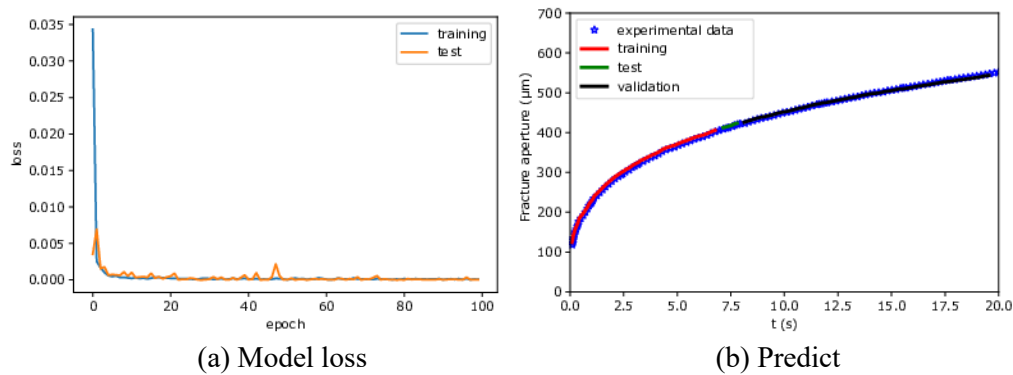 0.035
0.030
0.025
0.020
0.015
0.010
0.005
0.000
loss
training
test
0 20 40 60 80 100
epoch
(a) Model loss
700
600
500
400
300
200
100
0
Fracture aperture (μm)
experimental data
training
test
validation
0.0 2.5 5.0 7.5 10.0 12.5 15.0 17.5 20.0
t (s)
(b) Predict